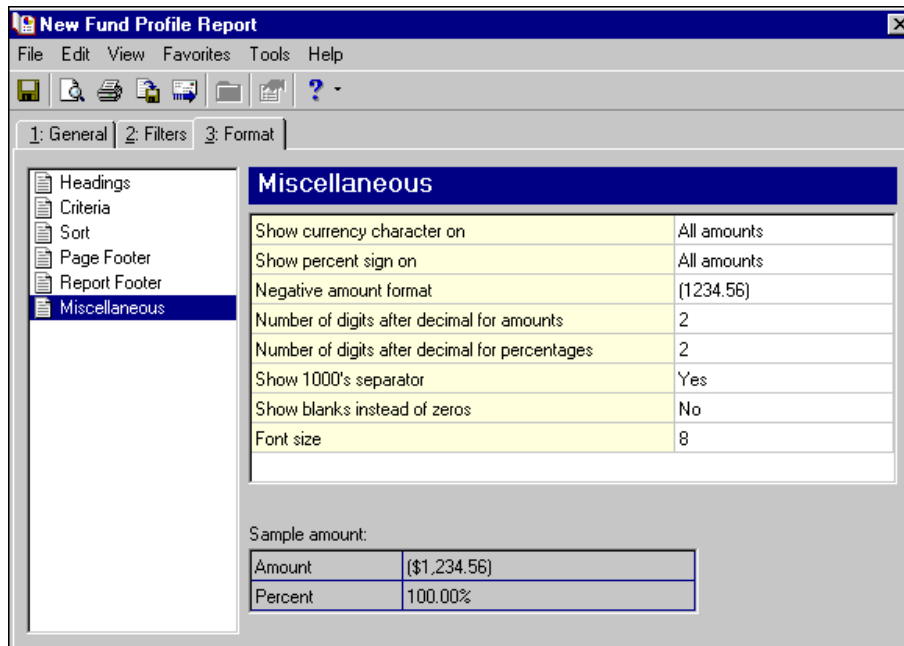 New Fund Profile Report
File Edit View Favorites Tools Help
?
1: General 2: Filters 3: Format
Headings
Criteria
Sort
Page Footer
Report Footer
Miscellaneous
Miscellaneous
Show currency character on All amounts
Show percent sign on All amounts
Negative amount format (1234.56)
Number of digits after decimal for amounts 2
Number of digits after decimal for percentages 2
Show 1000's separator Yes
Show blanks instead of zeros No
Font size 8
Sample amount:
Amount ($1,234.56)
Percent 100.00%